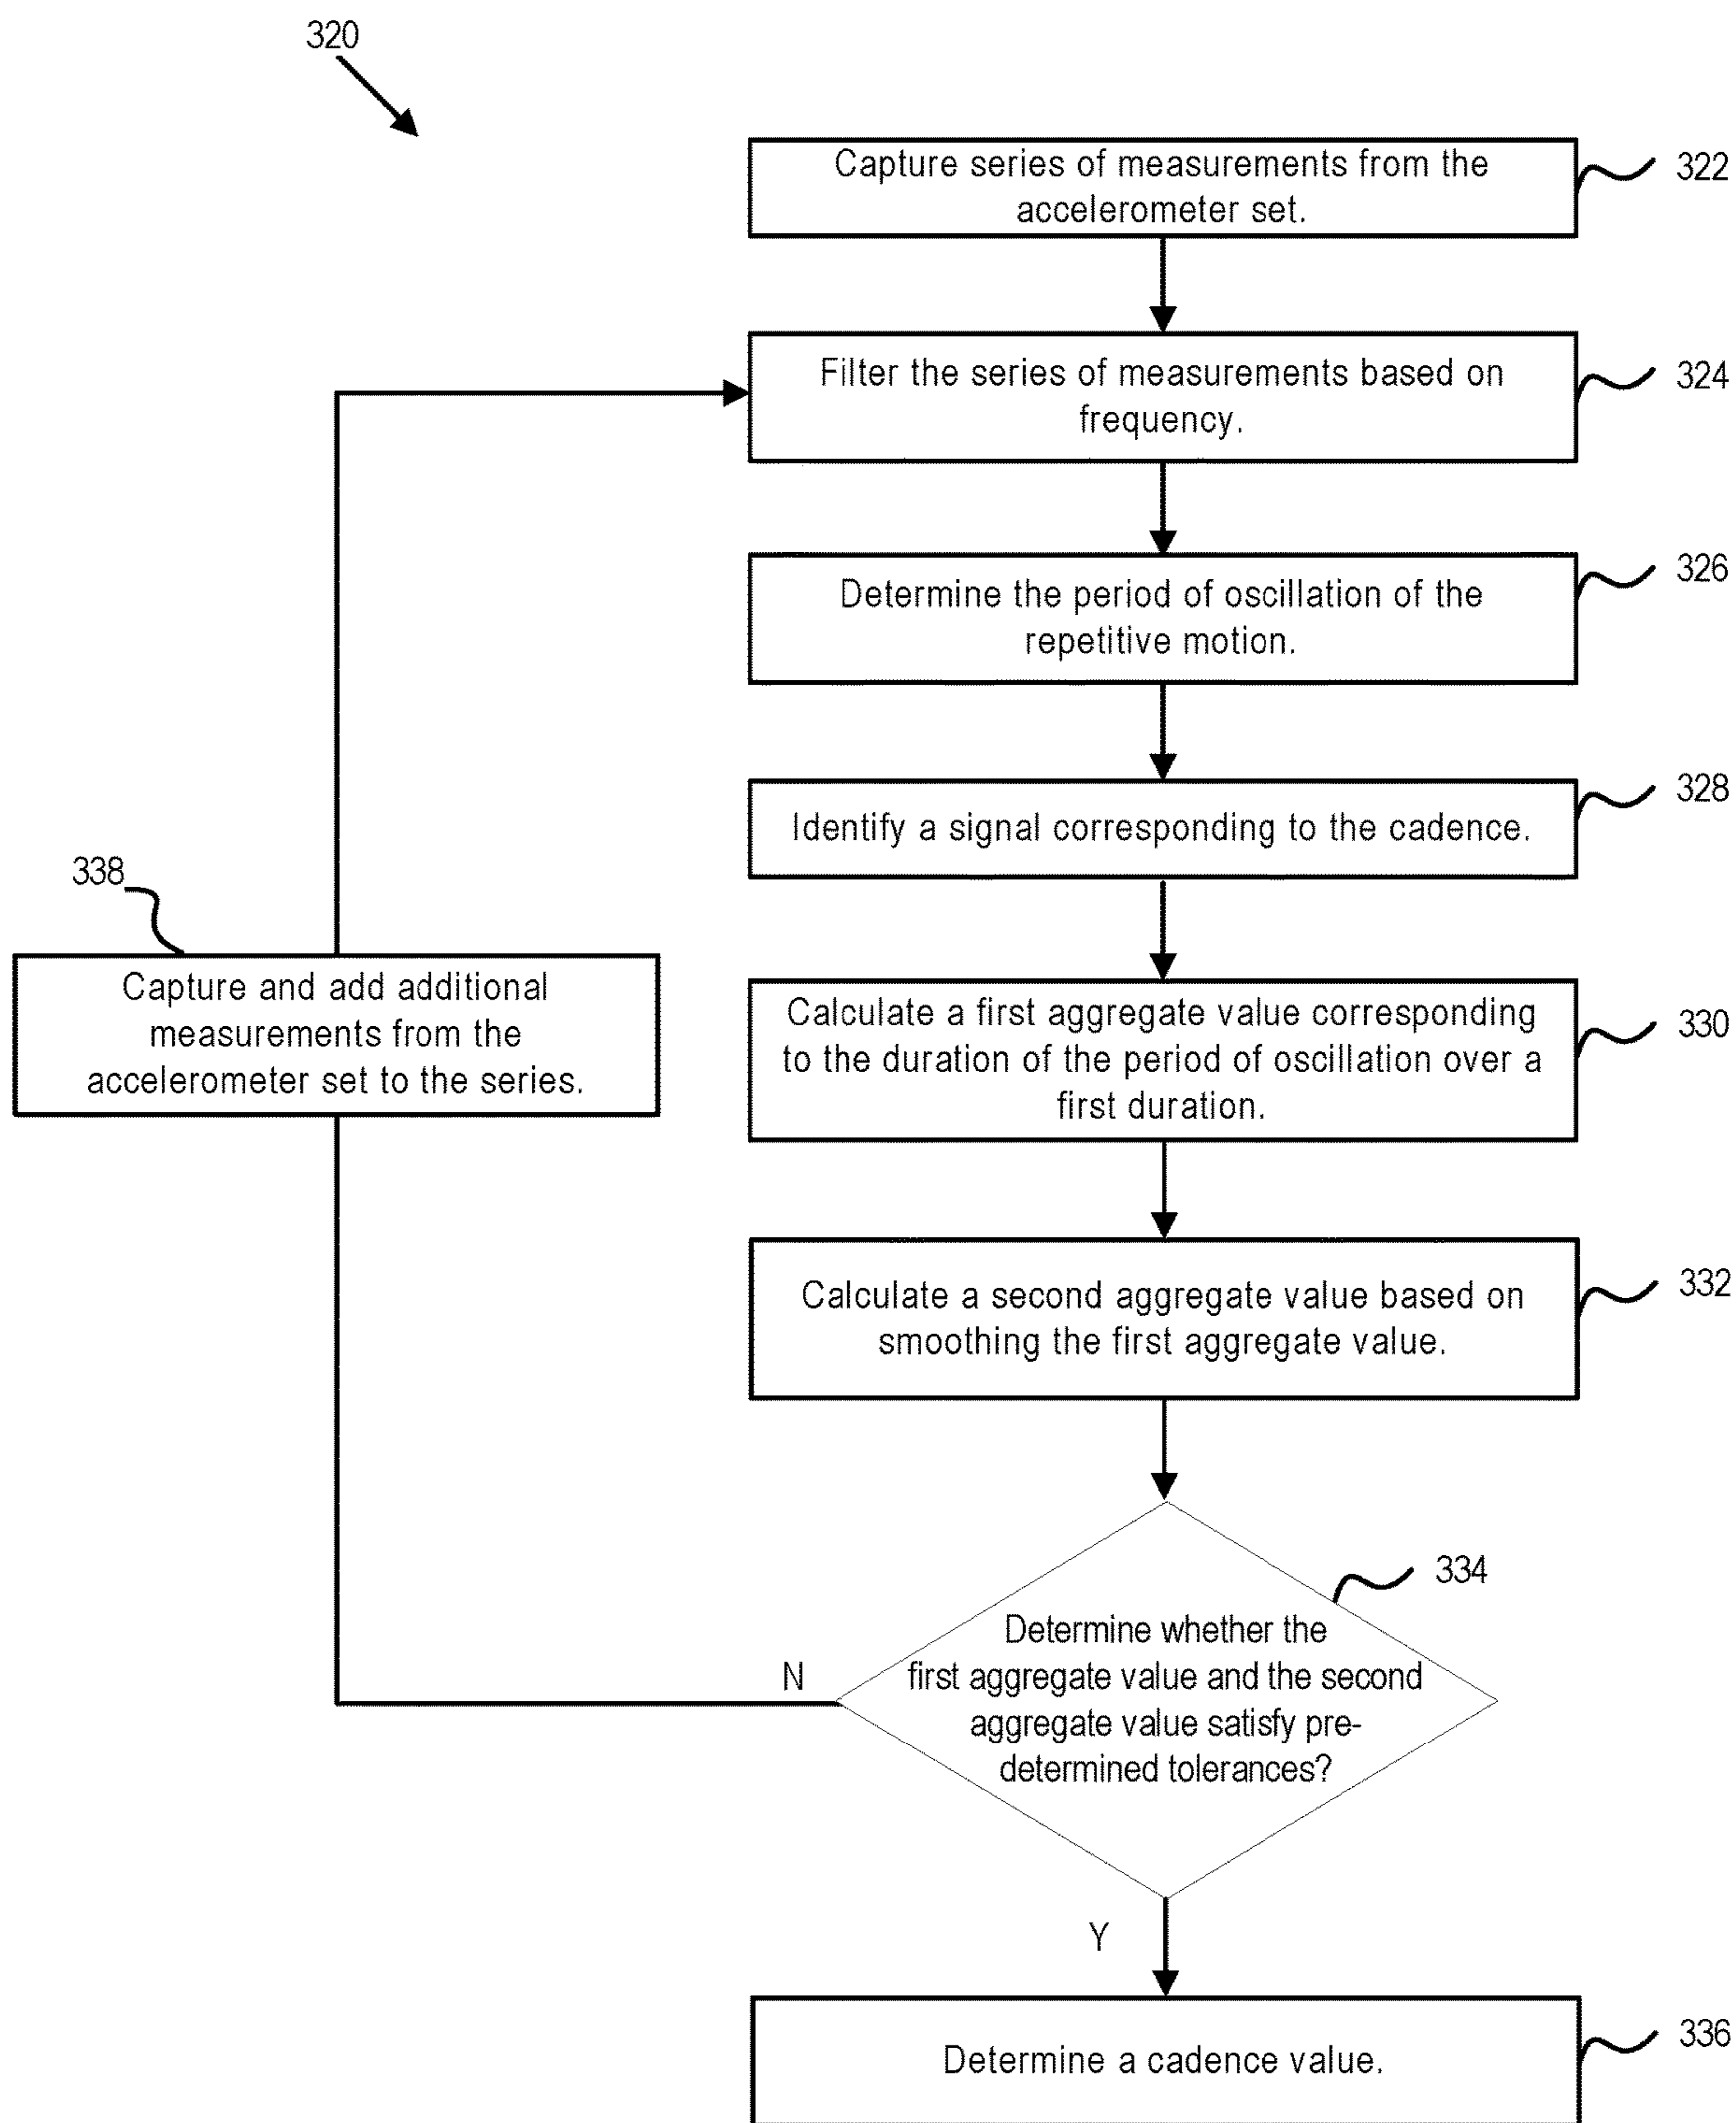 320
Capture series of measurements from the
accelerometer set.
322
Filter the series of measurements based on
frequency.
324
Determine the period of oscillation of the
repetitive motion.
326
Identify a signal corresponding to the cadence.
328
338
Capture and add additional
measurements from the
accelerometer set to the series.
Calculate a first aggregate value corresponding
to the duration of the period of oscillation over a
first duration.
330
Calculate a second aggregate value based on
smoothing the first aggregate value.
332
334
Determine whether the
first aggregate value and the second
aggregate value satisfy pre-
determined tolerances?
N
Y
Determine a cadence value.
336